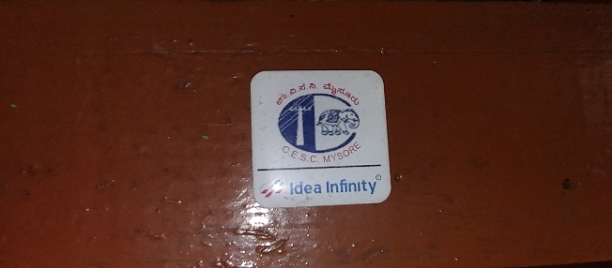 ಚಾ.ವಿ.ಸ.ನಿ. ಮೈಸೂರು
C.E.S.C. MYSORE
Idea Infinity